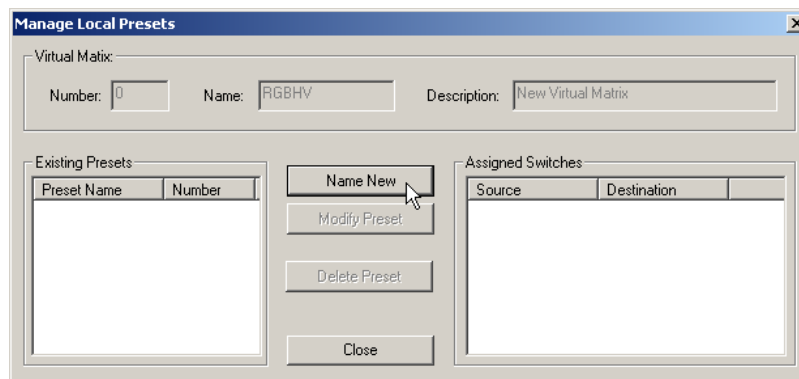 Manage Local Presets
Virtual Matix:
Number: 0 Name: RGBHV Description: New Virtual Matrix
Existing Presets
Preset Name Number
Name New
Modify Preset
Delete Preset
Close
Assigned Switches
Source Destination